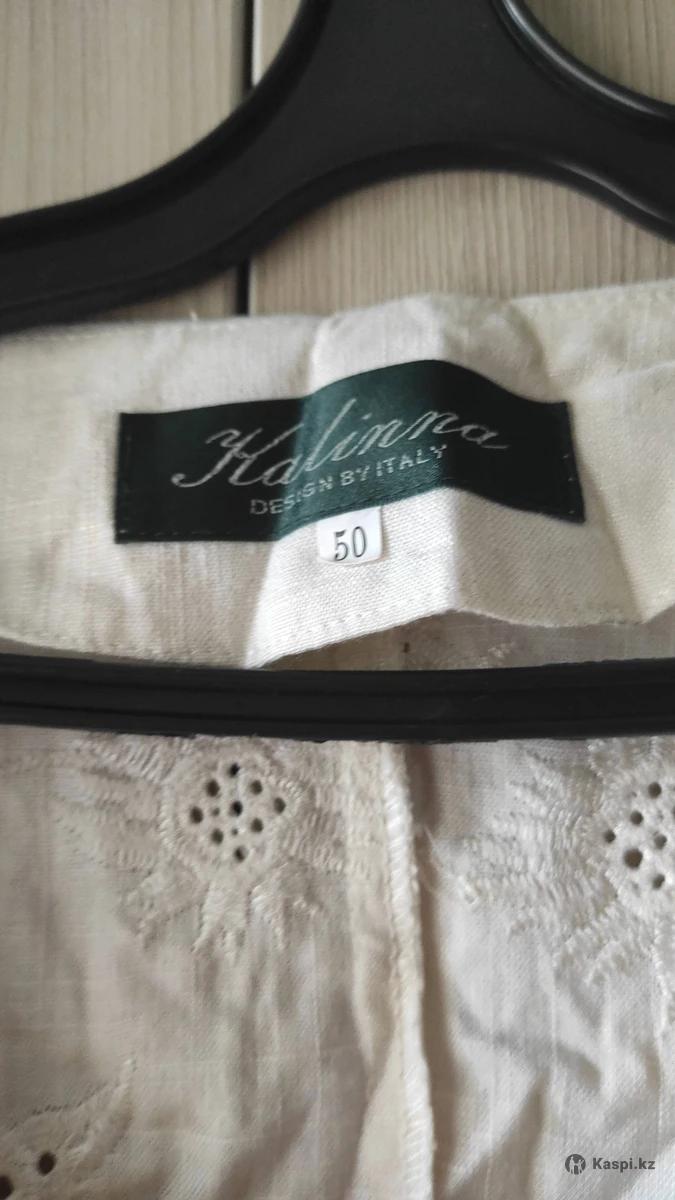 Kalinna
DESIGN BY ITALY
50
Kaspi.kz